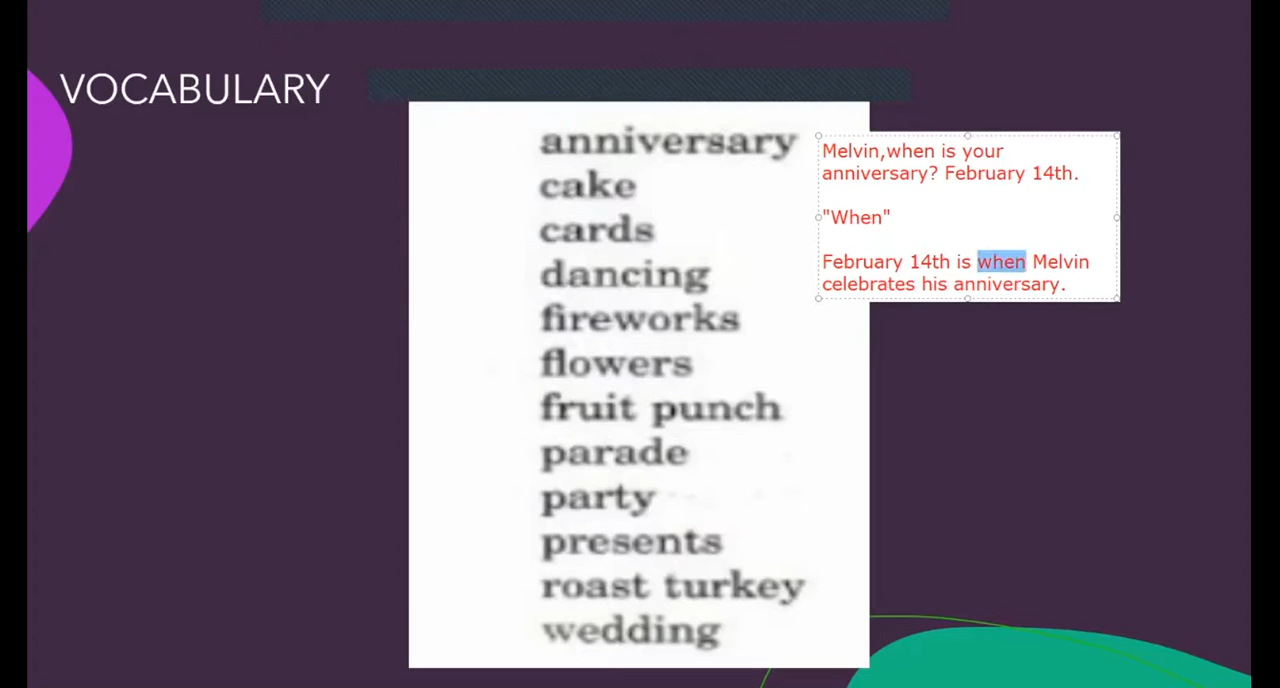 VOCABULARY
anniversary
cake
cards
dancing
fireworks
flowers
fruit punch
parade
party
presents
roast turkey
wedding
Melvin,when is your
anniversary? February 14th.
"When"
February 14th is when Melvin
celebrates his anniversary.